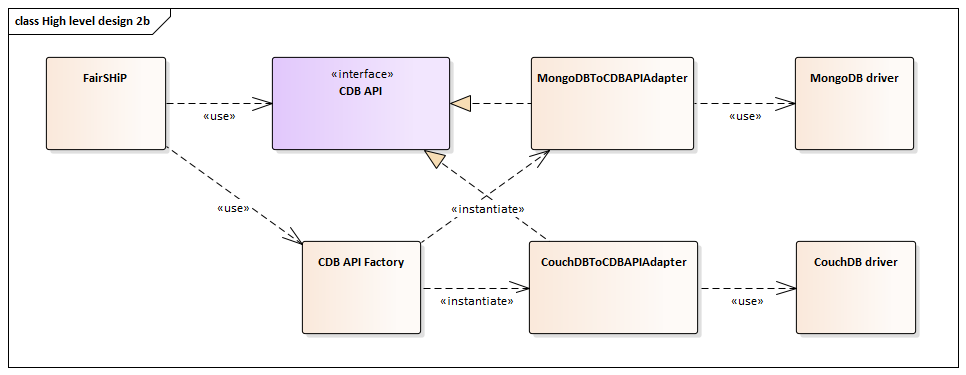 class High level design 2b
FairSHiP
«interface»
CDB API
MongoDBToCDBAPIAdapter
MongoDB driver
«use»
«use»
«use»
«instantiate»
CDB API Factory
CouchDBToCDBAPIAdapter
CouchDB driver
«instantiate»
«use»